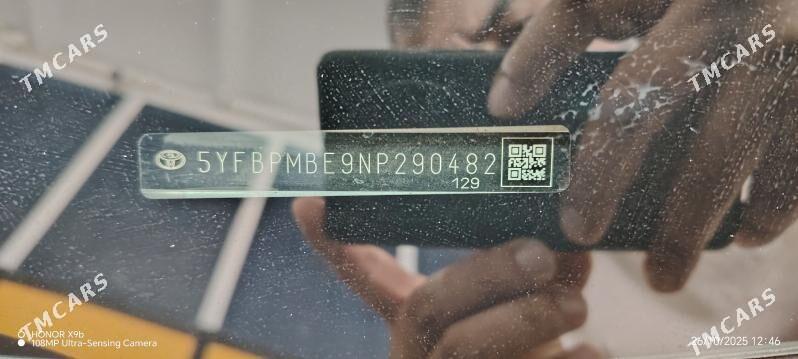 TMCARS
TMCARS
5YFBPMBE9NP290482
129
TMCARS
TMCARS
HONOR X9b
108MP Ultra-Sensing Camera
26/10/2025 12:46